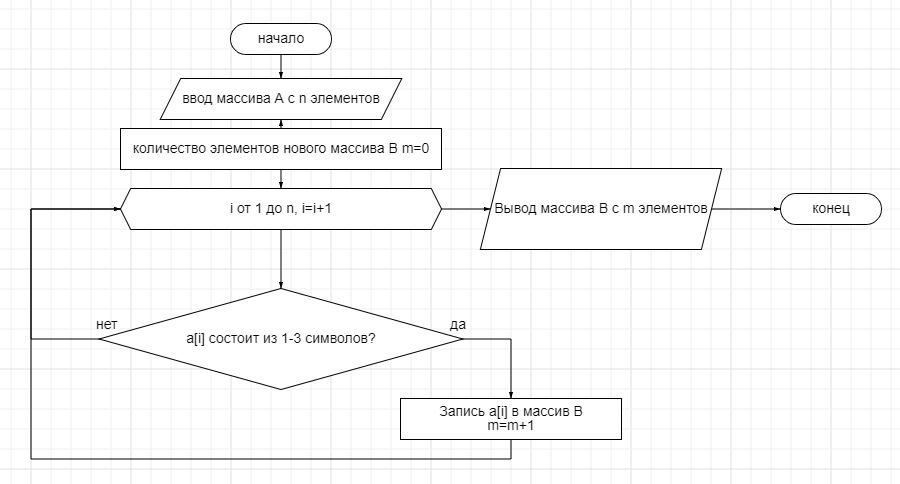 начало
ввод массива А с n элементов
количество элементов нового массива В m=0
i от 1 до n, i=i+1
Вывод массива В с m элементов
конец
нет
да
a[i] состоит из 1-3 символов?
Запись a[i] в массив В
m=m+1